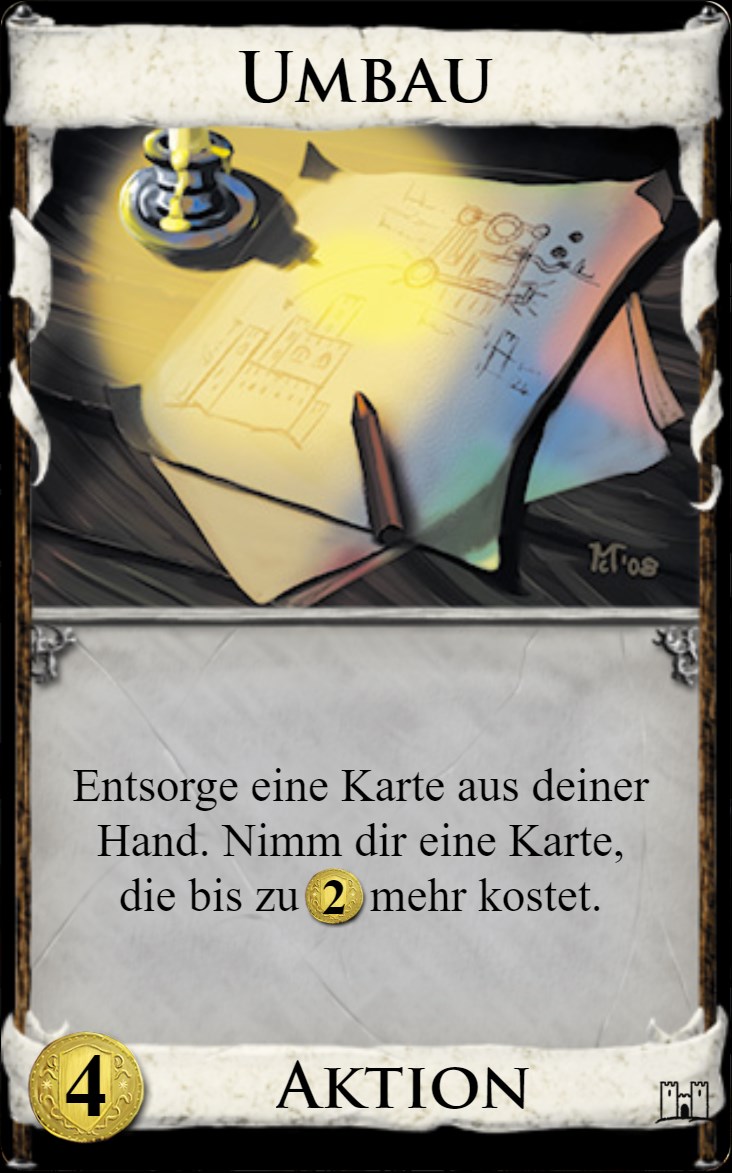 Umbau
Entsorge eine Karte aus deiner
Hand. Nimm dir eine Karte,
die bis zu 2 mehr kostet.
4 Aktion